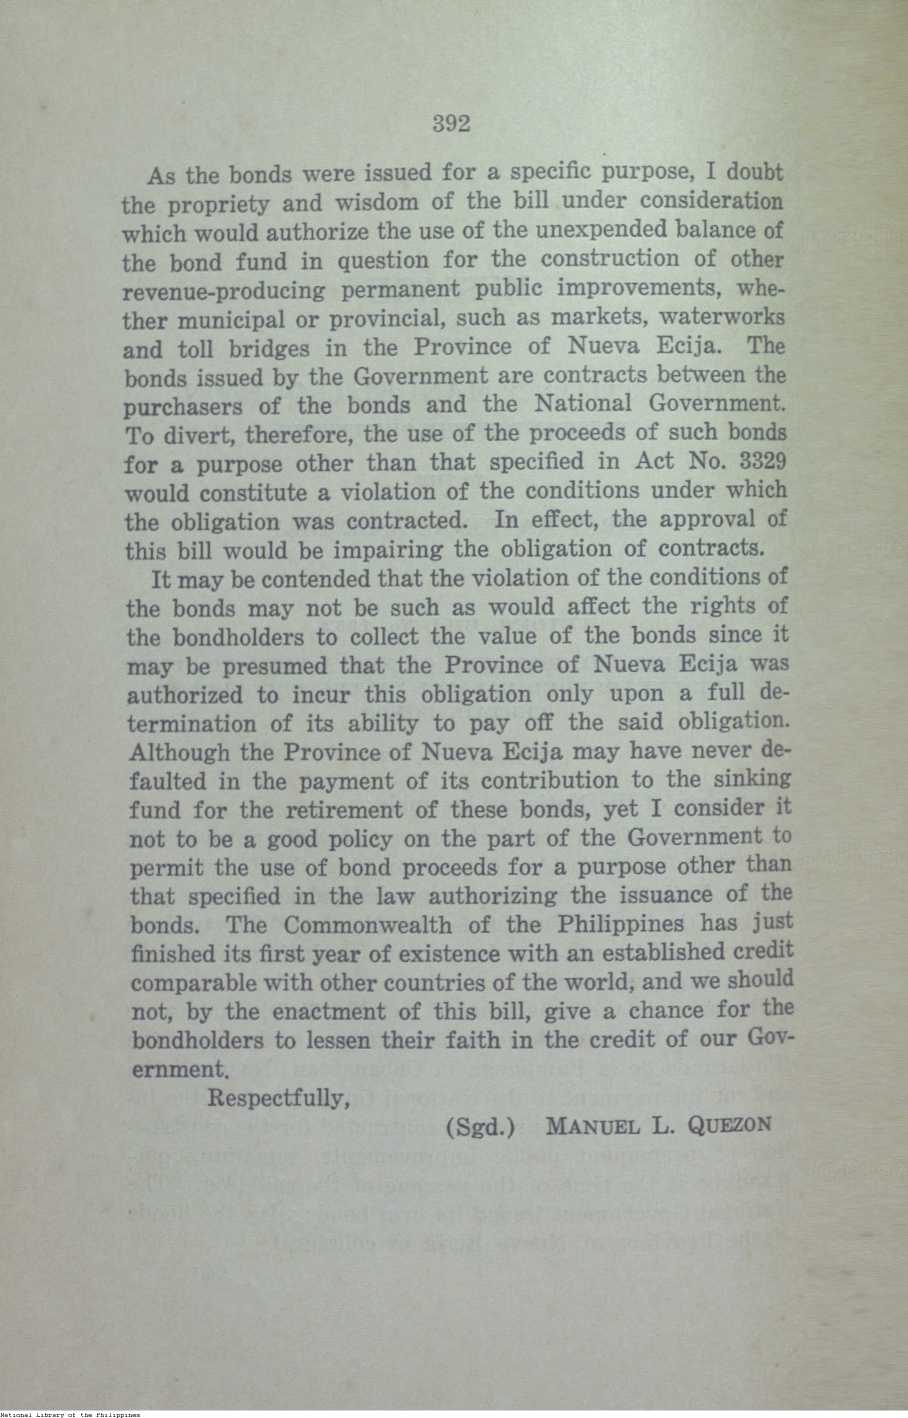 392
As the bonds were issued for a specific purpose, I doubt
the propriety and wisdom of the bill under consideration
which would authorize the use of the unexpended balance of
the bond fund in question for the construction of other
revenue-producing permanent public improvements, whe-
ther municipal or provincial, such as markets, waterworks
and toll bridges in the Province of Nueva Ecija. The
bonds issued by the Government are contracts between the
purchasers of the bonds and the National Government.
To divert, therefore, the use of the proceeds of such bonds
for a purpose other than that specified in Act No. 3329
would constitute a violation of the conditions under which
the obligation was contracted. In effect, the approval of
this bill would be impairing the obligation of contracts.
It may be contended that the violation of the conditions of
the bonds may not be such as would affect the rights of
the bondholders to collect the value of the bonds since it
may be presumed that the Province of Nueva Ecija was
authorized to incur this obligation only upon a full de-
termination of its ability to pay off the said obligation.
Although the Province of Nueva Ecija may have never de-
faulted in the payment of its contribution to the sinking
fund for the retirement of these bonds, yet I consider it
not to be a good policy on the part of the Government to
permit the use of bond proceeds for a purpose other than
that specified in the law authorizing the issuance of the
bonds. The Commonwealth of the Philippines has just
finished its first year of existence with an established credit
comparable with other countries of the world, and we should
not, by the enactment of this bill, give a chance for the
bondholders to lessen their faith in the credit of our Gov-
ernment.
Respectfully,
(Sgd.) MANUEL L. QUEZON
National Library of the Philippines